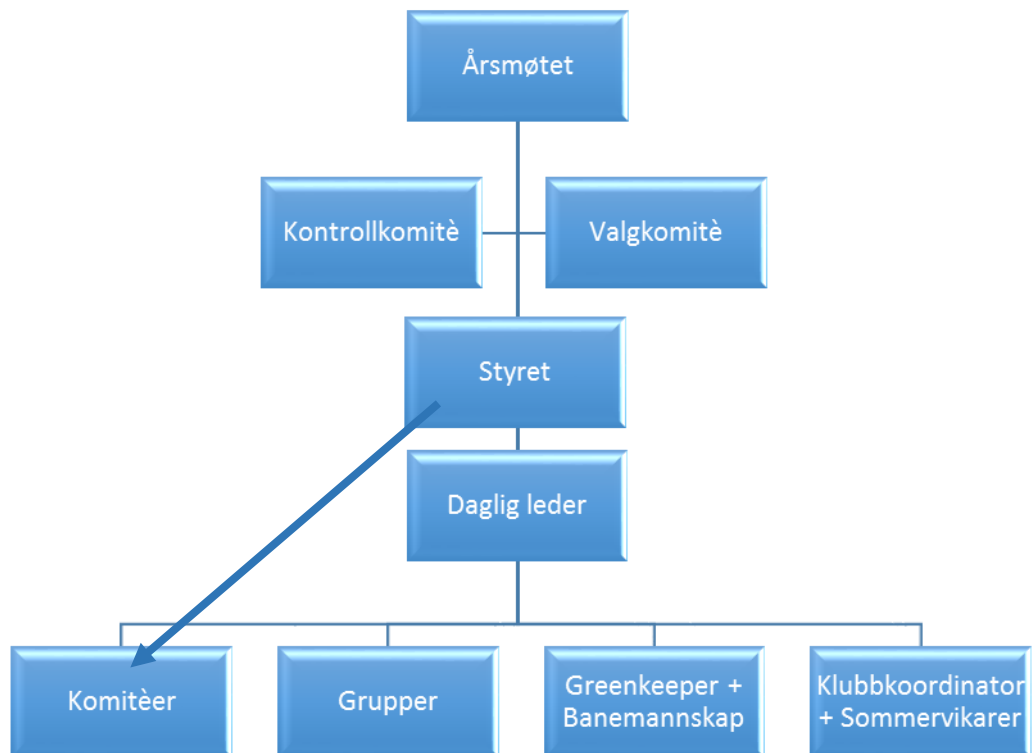 Årsmøtet
Kontrollkomitè
Valgkomitè
Styret
Daglig leder
Komitèer
Grupper
Greenkeeper +
Banemannskap
Klubbkoordinator
+ Sommervikarer